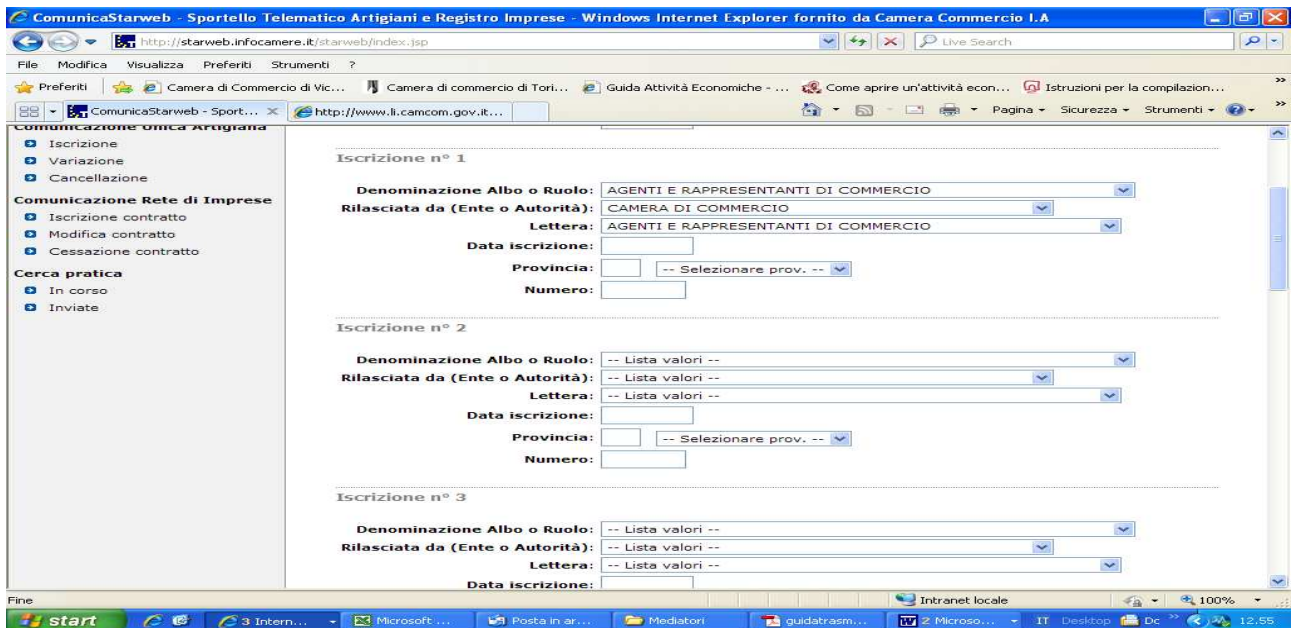 ComunicaStarweb - Sportello Telematico Artigiani e Registro Imprese - Windows Internet Explorer fornito da Camera Commercio I.A
http://starweb.infocamere.it/starweb/index.jsp
Live Search
File Modifica Visualizza Preferiti Strumenti ?
Preferiti Camera di Commercio di Vic... Camera di commercio di Tori... Guida Attività Economiche - ... Come aprire un'attività econ... Istruzioni per la compilazion... »
ComunicaStarweb - Sport... http://www.li.camcom.gov.it... Pagina Sicurezza Strumenti »
Comunicazione Unica Artigiana
Iscrizione
Variazione
Cancellazione
Comunicazione Rete di Imprese
Iscrizione contratto
Modifica contratto
Cessazione contratto
Cerca pratica
In corso
Inviate
Iscrizione n° 1
Denominazione Albo o Ruolo: AGENTI E RAPPRESENTANTI DI COMMERCIO
Rilasciata da (Ente o Autorità): CAMERA DI COMMERCIO
Lettera: AGENTI E RAPPRESENTANTI DI COMMERCIO
Data iscrizione:
Provincia: -- Selezionare prov. --
Numero:
Iscrizione n° 2
Denominazione Albo o Ruolo: -- Lista valori --
Rilasciata da (Ente o Autorità): -- Lista valori --
Lettera: -- Lista valori --
Data iscrizione:
Provincia: -- Selezionare prov. --
Numero:
Iscrizione n° 3
Denominazione Albo o Ruolo: -- Lista valori --
Rilasciata da (Ente o Autorità): -- Lista valori --
Lettera: -- Lista valori --
Data iscrizione:
Fine Intranet locale 100%
start 3 Intern... Microsoft ... Posta in ar... Mediatori guidatrasm... 2 Microso... IT Desktop Dc » 12.55